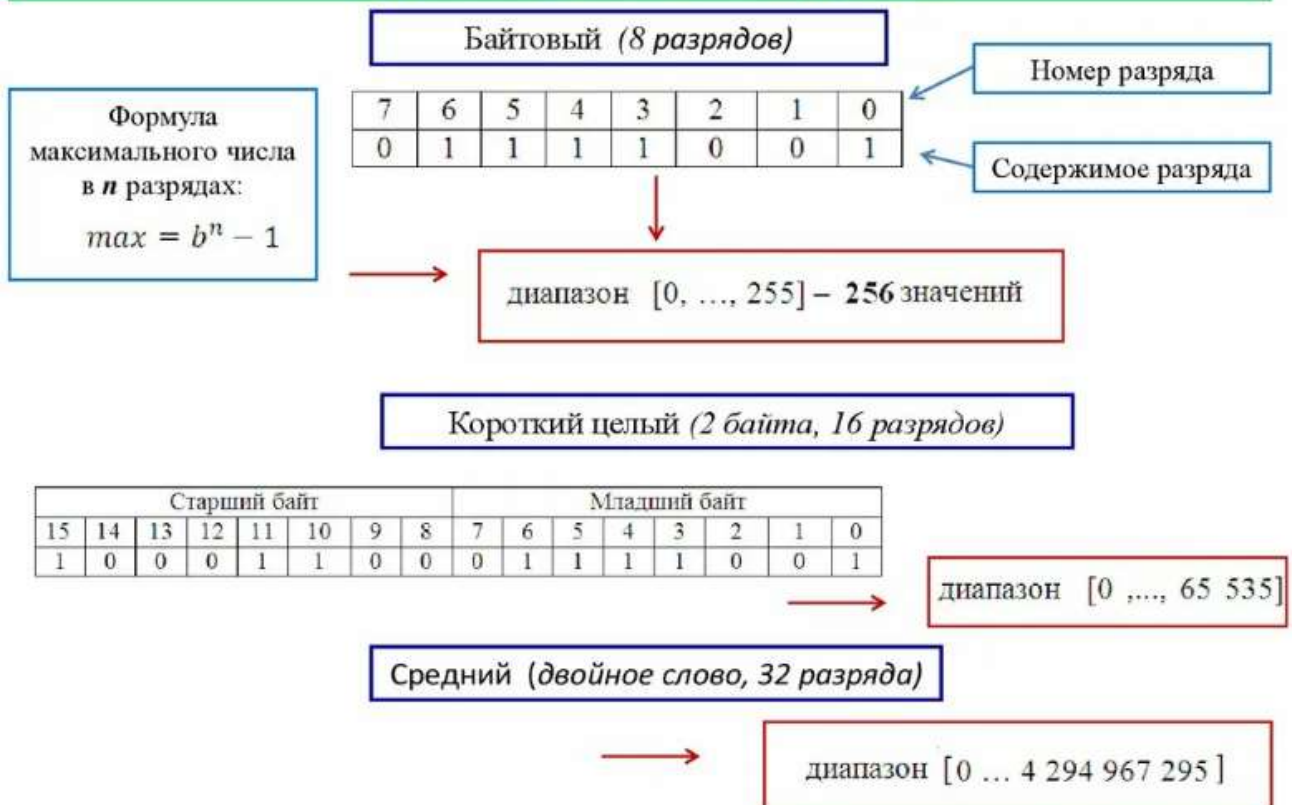 Байтовый (8 разрядов)
Номер разряда
Формула
максимального числа
в n разрядах:
max = bⁿ − 1
7 6 5 4 3 2 1 0
0 1 1 1 1 0 0 1
Содержимое разряда
диапазон [0, ..., 255] – 256 значений
Короткий целый (2 байта, 16 разрядов)
Старший байт Младший байт
15 14 13 12 11 10 9 8 7 6 5 4 3 2 1 0
1 0 0 0 1 1 0 0 0 1 1 1 1 0 0 1
диапазон [0 ,..., 65 535]
Средний (двойное слово, 32 разряда)
диапазон [0 ... 4 294 967 295 ]